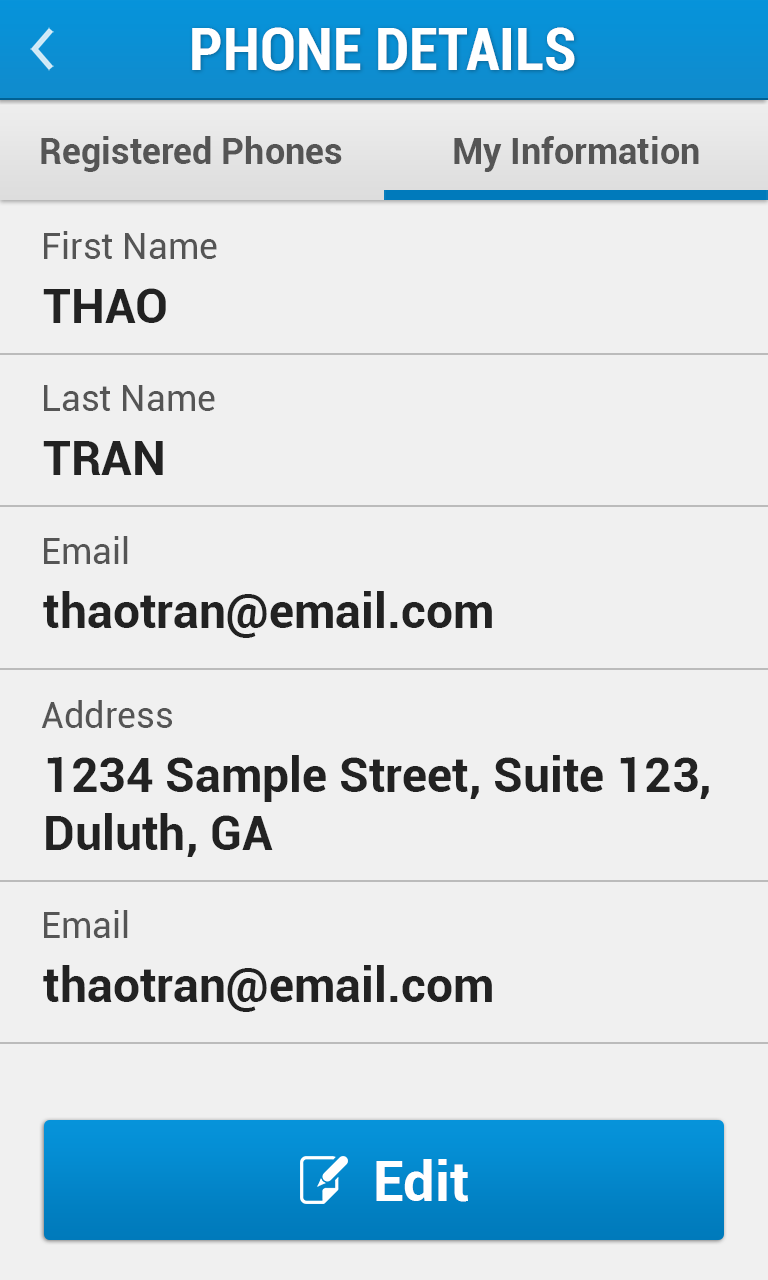 PHONE DETAILS
Registered Phones My Information
First Name
THAO
Last Name
TRAN
Email
thaotran@email.com
Address
1234 Sample Street, Suite 123,
Duluth, GA
Email
thaotran@email.com
Edit